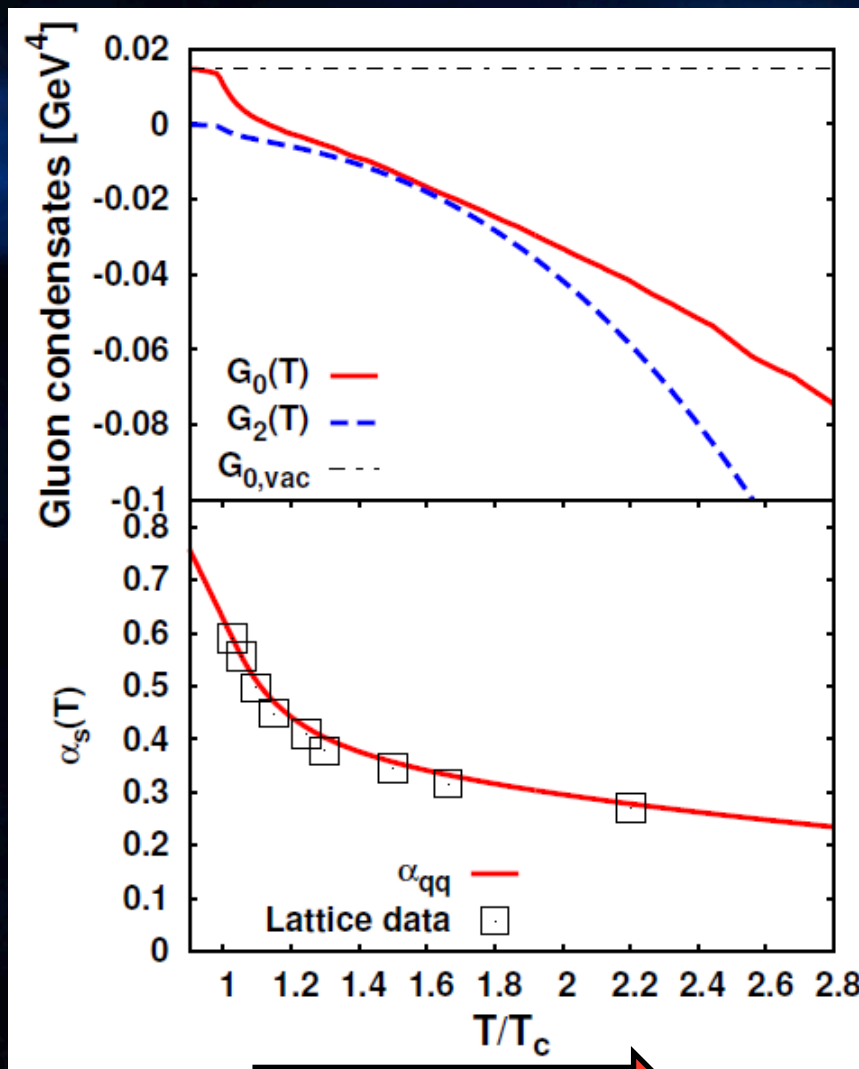 Gluon condensates [GeV⁴]
0.02
0
-0.02
-0.04
-0.06
-0.08
-0.1
G₀(T)
G₂(T)
G₀,vac
αs(T)
0.8
0.7
0.6
0.5
0.4
0.3
0.2
0.1
0
αqq
Lattice data
1 1.2 1.4 1.6 1.8 2 2.2 2.4 2.6 2.8
T/Tc